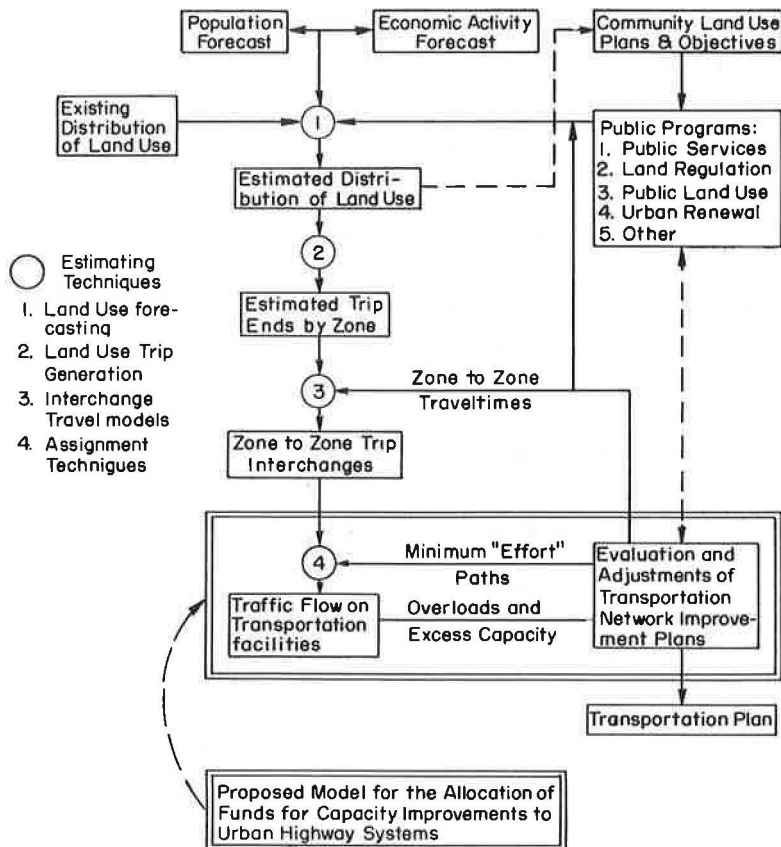 Population
Forecast
Economic Activity
Forecast
Community Land Use
Plans & Objectives
Existing
Distribution
of Land Use
1
Public Programs:
1. Public Services
2. Land Regulation
3. Public Land Use
4. Urban Renewal
5. Other
Estimated Distri-
bution of Land Use
2
Estimating
Techniques
1. Land Use fore-
casting
2. Land Use Trip
Generation
3. Interchange
Travel models
4. Assignment
Technigues
Estimated Trip
Ends by Zone
3
Zone to Zone
Traveltimes
Zone to Zone Trip
Interchanges
4
Minimum "Effort"
Paths
Evaluation and
Adjustments of
Transportation
Network Improve-
ment Plans
Traffic Flow on
Transportation
facilities
Overloads and
Excess Capacity
Transportation Plan
Proposed Model for the Allocation of
Funds for Capacity Improvements to
Urban Highway Systems